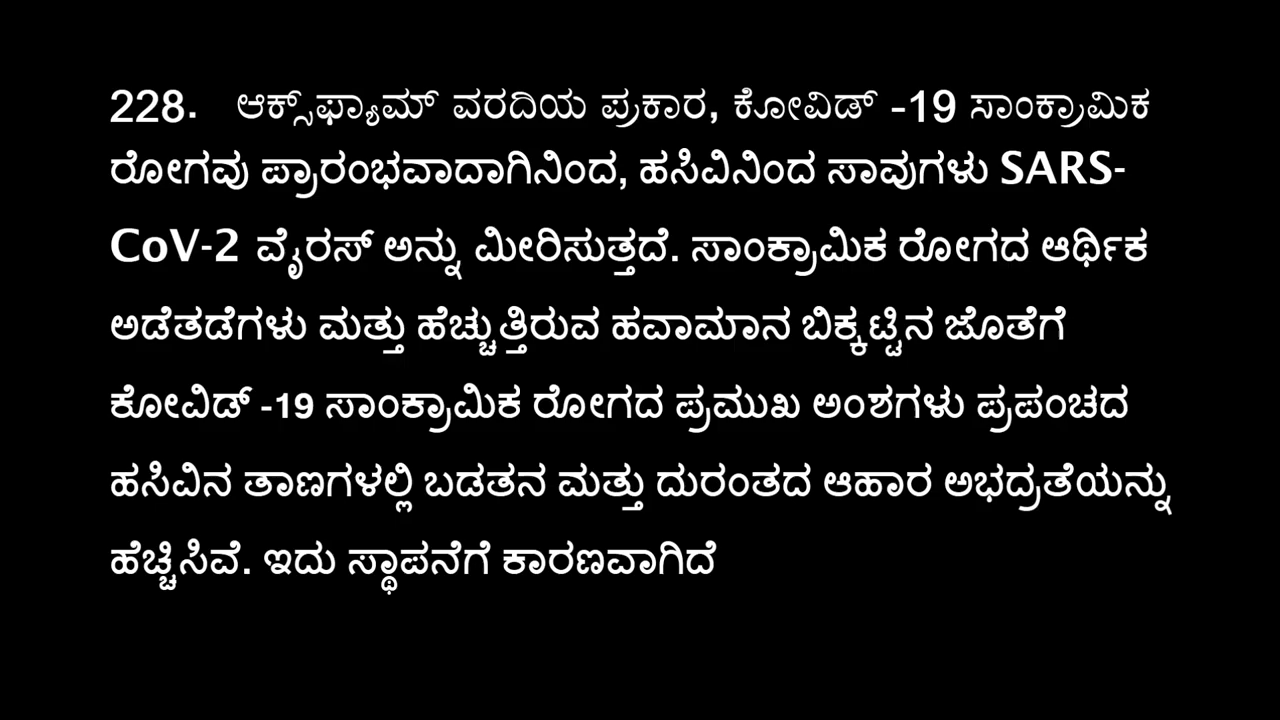 228. ಆಕ್ಸ್‌ಫ್ಯಾಮ್ ವರದಿಯ ಪ್ರಕಾರ, ಕೋವಿಡ್ -19 ಸಾಂಕ್ರಾಮಿಕ
ರೋಗವು ಪ್ರಾರಂಭವಾದಾಗಿನಿಂದ, ಹಸಿವಿನಿಂದ ಸಾವುಗಳು SARS-
CoV-2 ವೈರಸ್ ಅನ್ನು ಮೀರಿಸುತ್ತದೆ. ಸಾಂಕ್ರಾಮಿಕ ರೋಗದ ಆರ್ಥಿಕ
ಅಡೆತಡೆಗಳು ಮತ್ತು ಹೆಚ್ಚುತ್ತಿರುವ ಹವಾಮಾನ ಬಿಕ್ಕಟ್ಟಿನ ಜೊತೆಗೆ
ಕೋವಿಡ್ -19 ಸಾಂಕ್ರಾಮಿಕ ರೋಗದ ಪ್ರಮುಖ ಅಂಶಗಳು ಪ್ರಪಂಚದ
ಹಸಿವಿನ ತಾಣಗಳಲ್ಲಿ ಬಡತನ ಮತ್ತು ದುರಂತದ ಆಹಾರ ಅಭದ್ರತೆಯನ್ನು
ಹೆಚ್ಚಿಸಿವೆ. ಇದು ಸ್ಥಾಪನೆಗೆ ಕಾರಣವಾಗಿದೆ